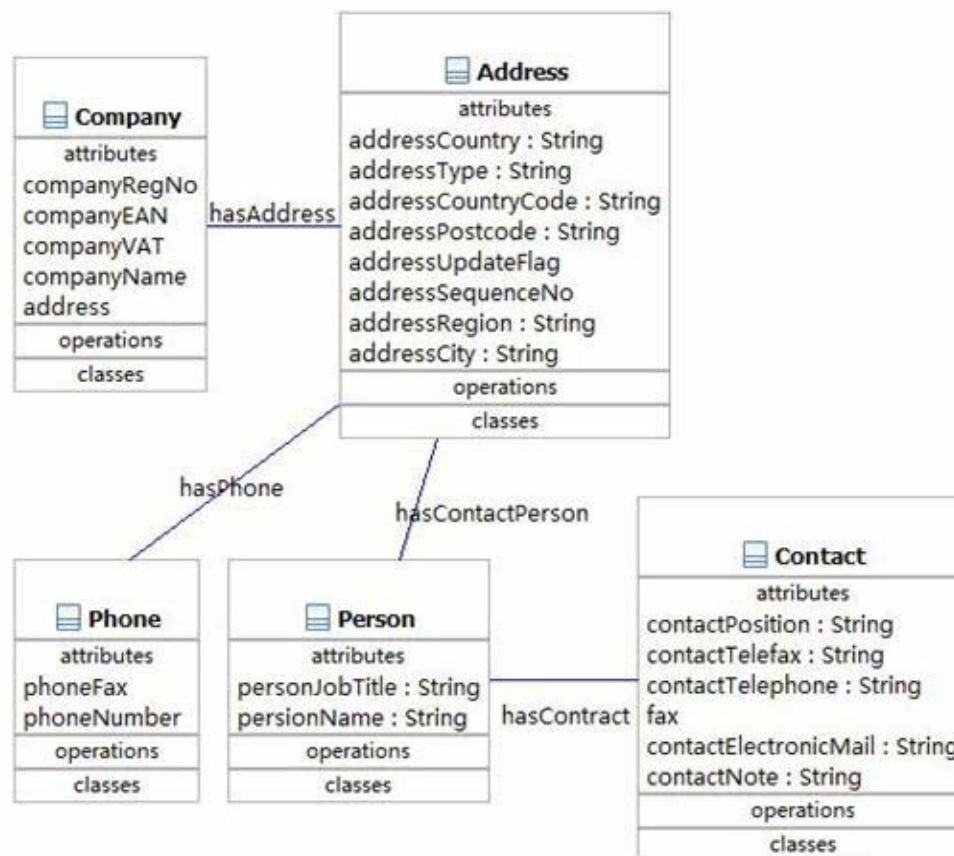 Company
attributes
companyRegNo
companyEAN
companyVAT
companyName
address
operations
classes
hasAddress
Address
attributes
addressCountry : String
addressType : String
addressCountryCode : String
addressPostcode : String
addressUpdateFlag
addressSequenceNo
addressRegion : String
addressCity : String
operations
classes
hasPhone
hasContactPerson
Phone
attributes
phoneFax
phoneNumber
operations
classes
Person
attributes
personJobTitle : String
persionName : String
operations
classes
hasContract
Contact
attributes
contactPosition : String
contactTelefax : String
contactTelephone : String
fax
contactElectronicMail : String
contactNote : String
operations
classes